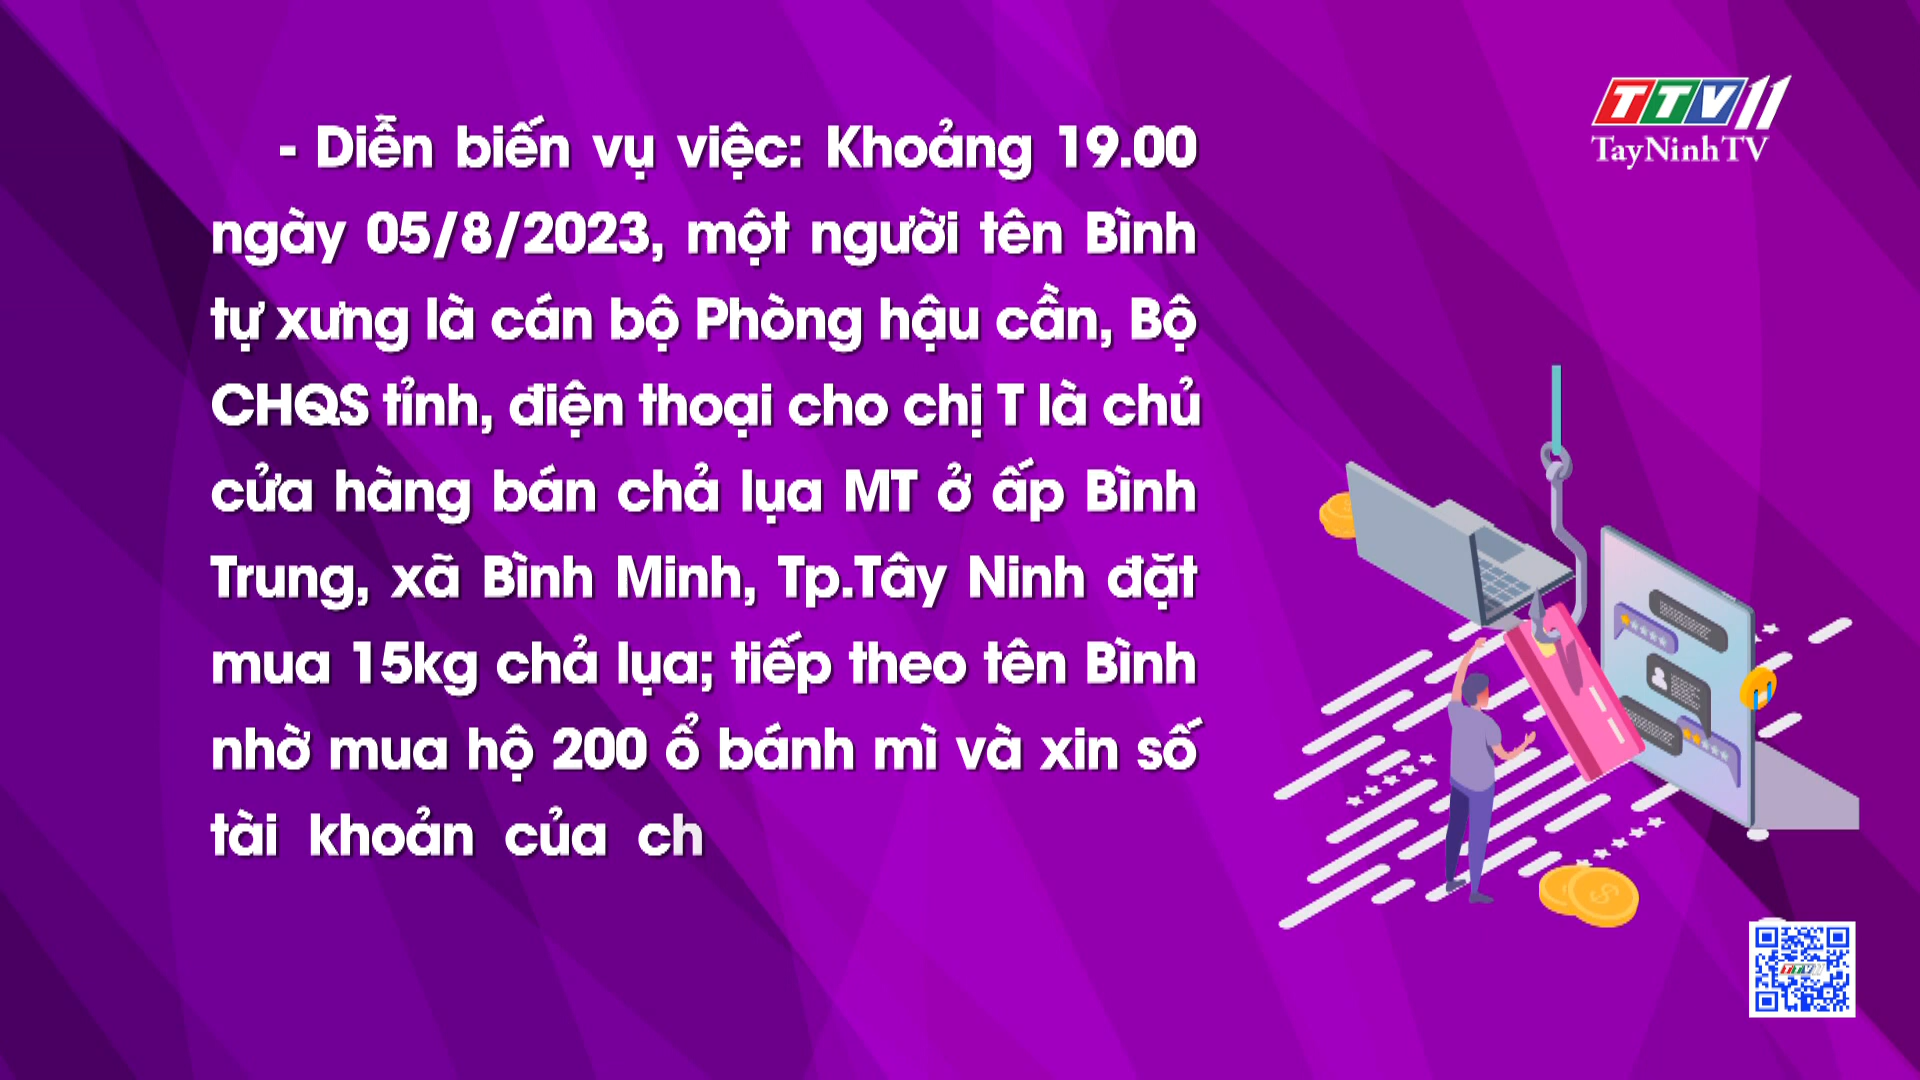 TTV11
TayNinhTV
- Diễn biến vụ việc: Khoảng 19.00
ngày 05/8/2023, một người tên Bình
tự xưng là cán bộ Phòng hậu cần, Bộ
CHQS tỉnh, điện thoại cho chị T là chủ
cửa hàng bán chả lụa MT ở ấp Bình
Trung, xã Bình Minh, Tp.Tây Ninh đặt
mua 15kg chả lụa; tiếp theo tên Bình
nhờ mua hộ 200 ổ bánh mì và xin số
tài khoản của ch
TTV11